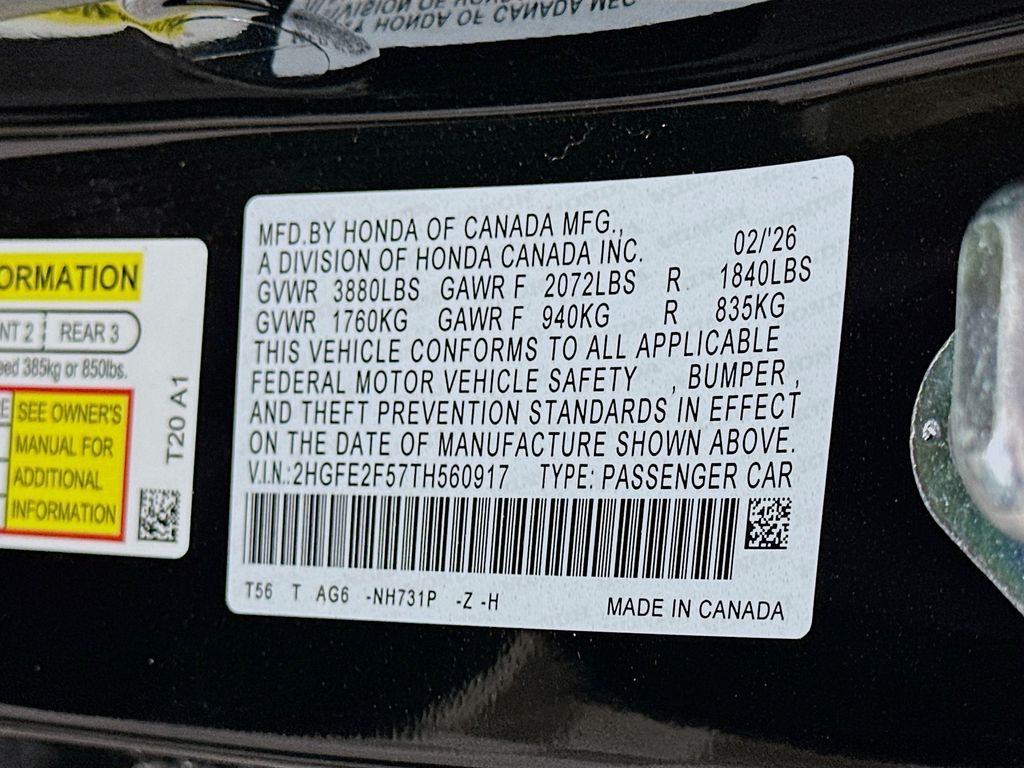 MFD.BY HONDA OF CANADA MFG.,
A DIVISION OF HONDA CANADA INC. 02/'26
GVWR 3880LBS GAWR F 2072LBS R 1840LBS
GVWR 1760KG GAWR F 940KG R 835KG
THIS VEHICLE CONFORMS TO ALL APPLICABLE
FEDERAL MOTOR VEHICLE SAFETY , BUMPER ,
AND THEFT PREVENTION STANDARDS IN EFFECT
ON THE DATE OF MANUFACTURE SHOWN ABOVE.
V.I.N.:2HGFE2F57TH560917 TYPE: PASSENGER CAR
T56 T AG6 -NH731P -Z -H
MADE IN CANADA
ORMATION
NT 2 REAR 3
eed 385kg or 850lbs.
SEE OWNER'S
MANUAL FOR
ADDITIONAL
INFORMATION
T20 A1
DIVISION OF HONDA
HONDA OF CANADA MFG